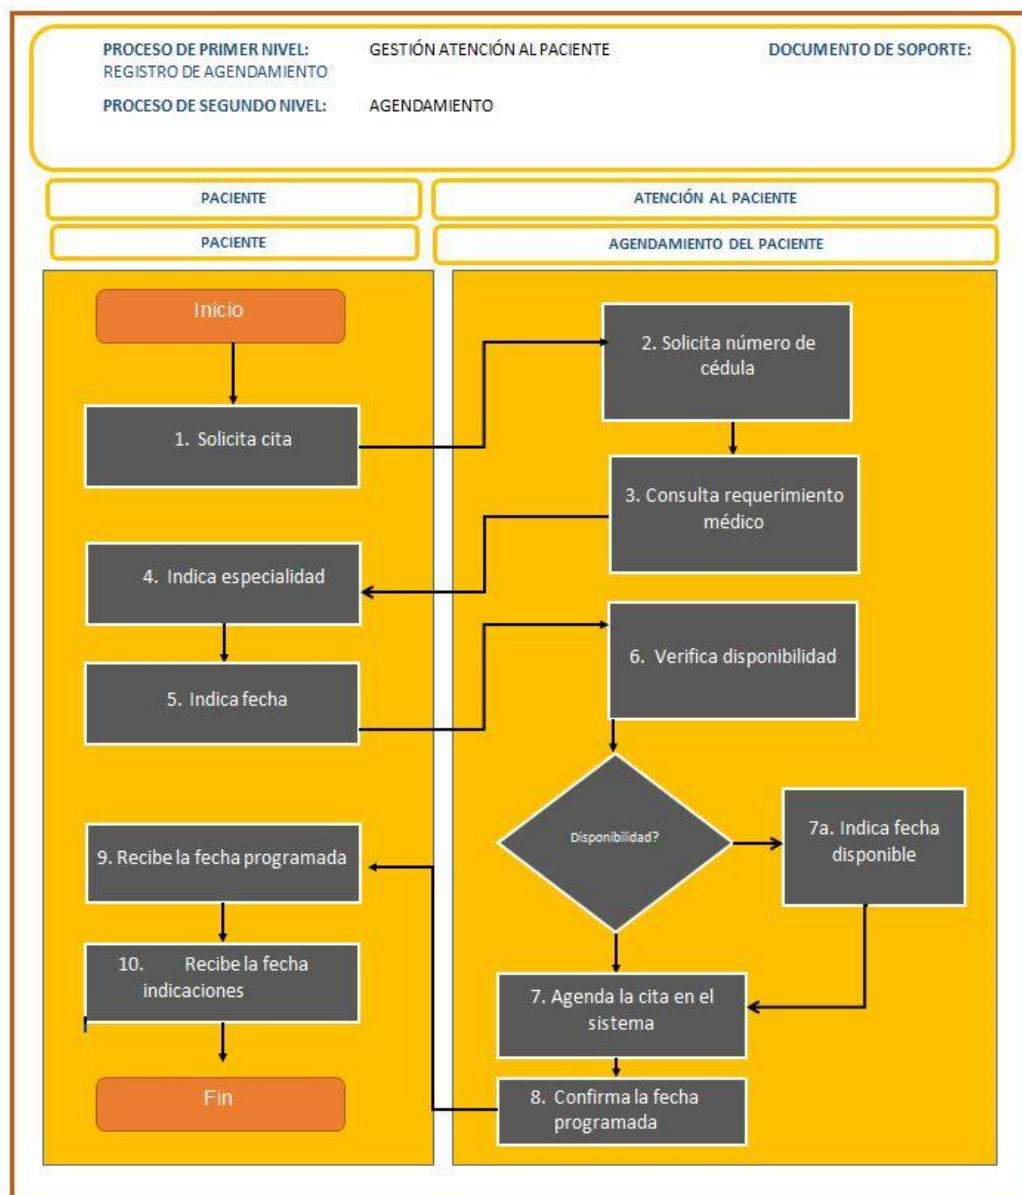 PROCESO DE PRIMER NIVEL: GESTIÓN ATENCIÓN AL PACIENTE DOCUMENTO DE SOPORTE:
REGISTRO DE AGENDAMIENTO
PROCESO DE SEGUNDO NIVEL: AGENDAMIENTO
PACIENTE ATENCIÓN AL PACIENTE
PACIENTE AGENDAMIENTO DEL PACIENTE
Inicio
1. Solicita cita
2. Solicita número de
cédula
3. Consulta requerimiento
médico
4. Indica especialidad
5. Indica fecha
6. Verifica disponibilidad
Disponibilidad?
7a. Indica fecha
disponible
7. Agenda la cita en el
sistema
8. Confirma la fecha
programada
9. Recibe la fecha programada
10. Recibe la fecha
indicaciones
Fin